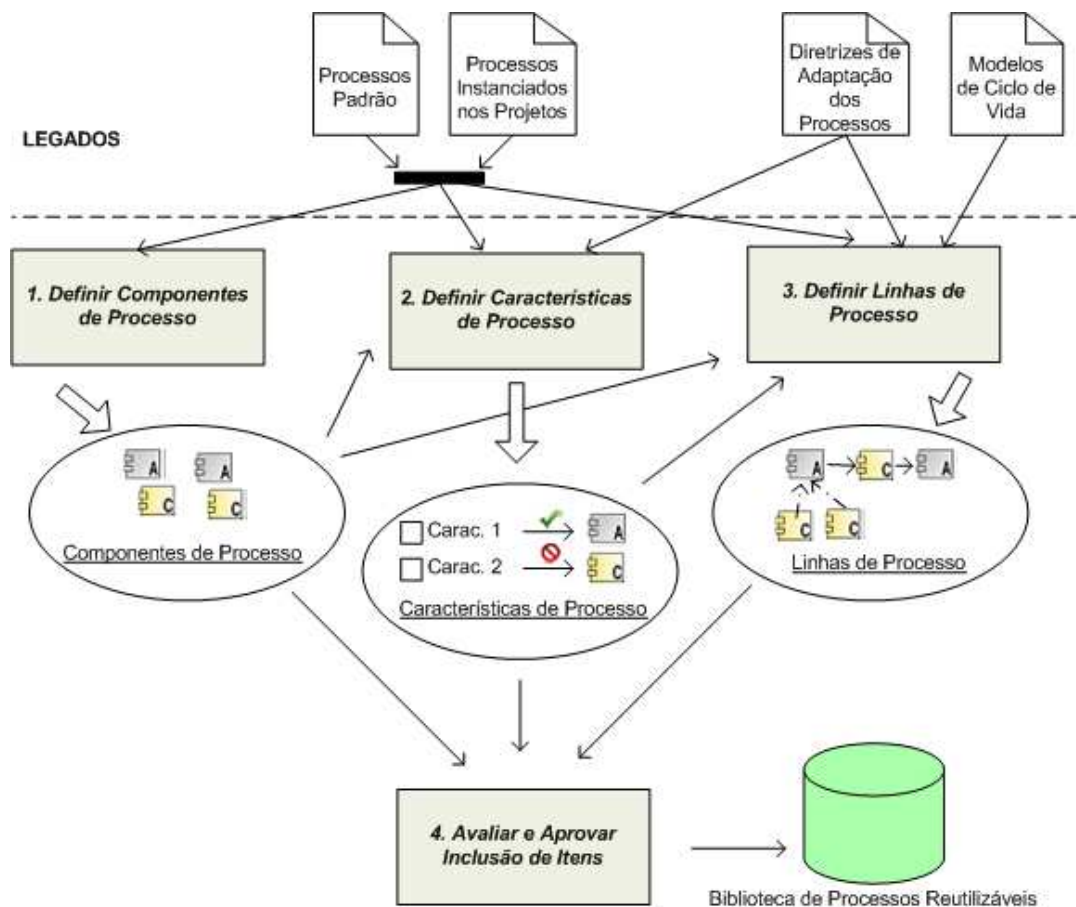 Processos
Padrão
Processos
Instanciados
nos Projetos
Diretrizes de
Adaptação
dos
Processos
Modelos
de Ciclo de
Vida
LEGADOS
1. Definir Componentes
de Processo
2. Definir Características
de Processo
3. Definir Linhas de
Processo
A
A
C
C
Componentes de Processo
Carac. 1
A
Carac. 2
C
Características de Processo
A
C
A
C
C
Linhas de Processo
4. Avaliar e Aprovar
Inclusão de Itens
Biblioteca de Processos Reutilizáveis